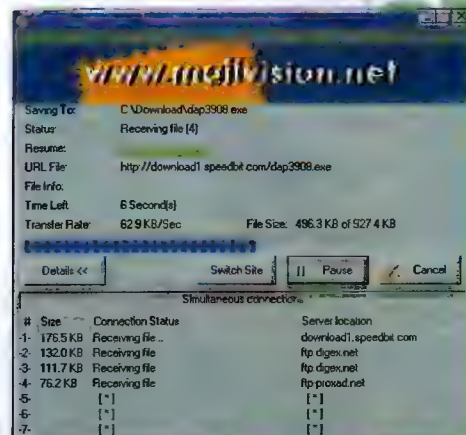 www.mallvision.net
Saving To: C:\Download\dap3908.exe
Status: Receiving file (4)
Resume:
URL File: http://download1.speedbit.com/dap3908.exe
File Info:
Time Left 6 Second(s)
Transfer Rate: 62.9 KB/Sec File Size: 496.3 KB of 927.4 KB
Details << Switch Site || Pause Cancel
Simultaneous connections
# Size Connection Status Server location
-1- 176.5 KB Receiving file.. download1.speedbit.com
-2- 132.0 KB Receiving file ftp.digex.net
-3- 111.7 KB Receiving file ftp.digex.net
-4- 76.2 KB Receiving file ftp.proxad.net
-5- [*] [*]
-6- [*] [*]
-7- [*] [*]